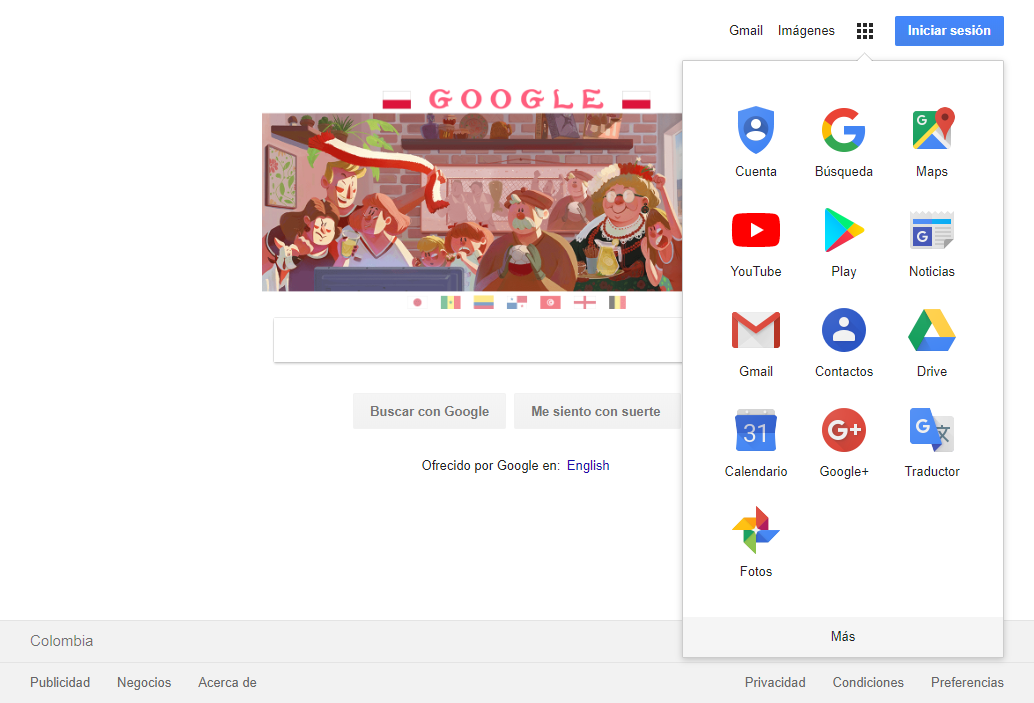 Gmail Imágenes Iniciar sesión
GOOGLE
Cuenta Búsqueda Maps
YouTube Play Noticias
Gmail Contactos Drive
31 G+
Calendario Google+ Traductor
Fotos
Más
Buscar con Google Me siento con suerte
Ofrecido por Google en: English
Colombia
Publicidad Negocios Acerca de Privacidad Condiciones Preferencias